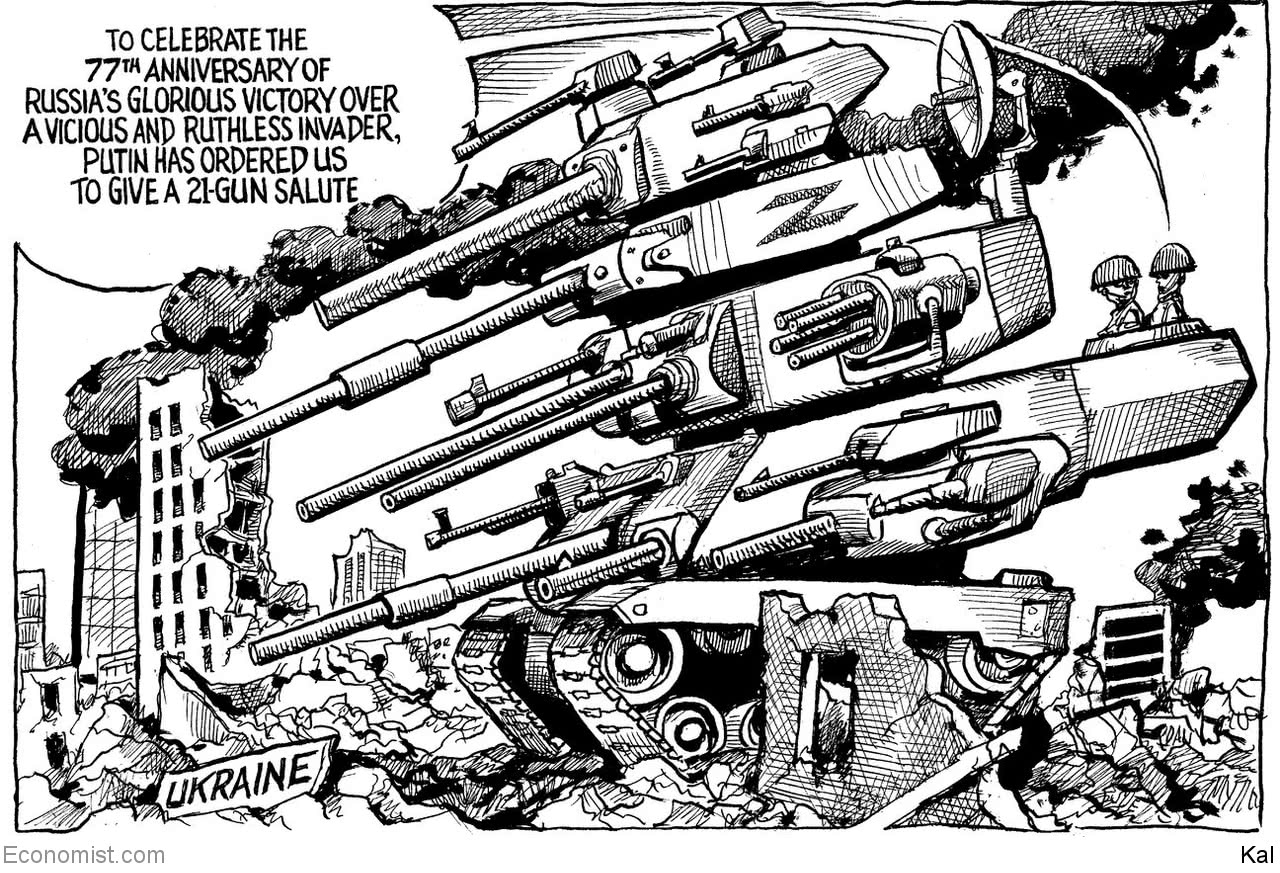 TO CELEBRATE THE
77TH ANNIVERSARY OF
RUSSIA'S GLORIOUS VICTORY OVER
A VICIOUS AND RUTHLESS INVADER,
PUTIN HAS ORDERED US
TO GIVE A 21-GUN SALUTE
Z
UKRAINE
Economist.com
Kal